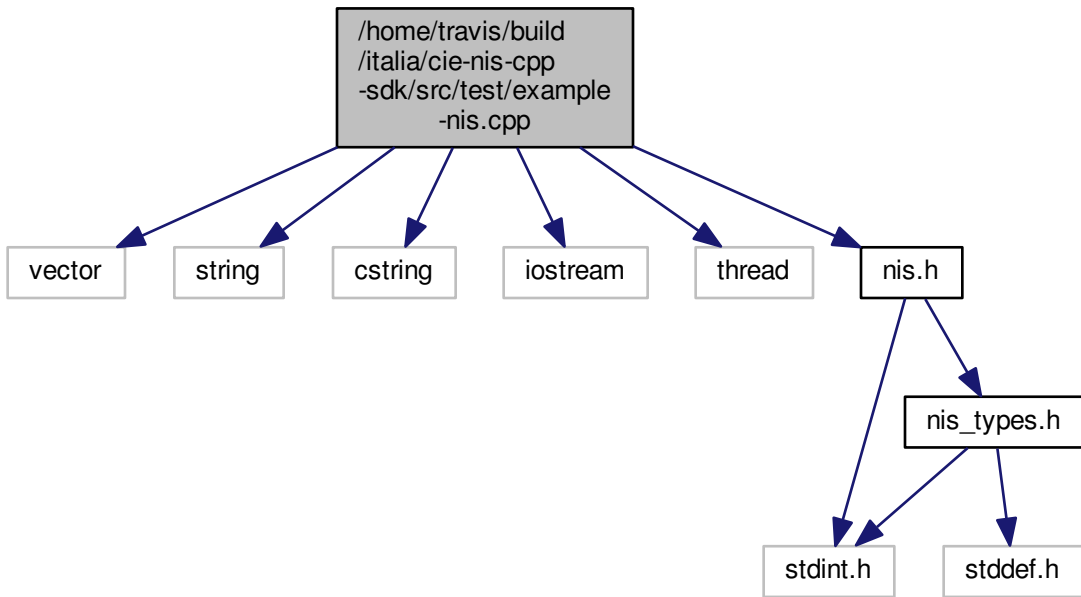 /home/travis/build
/italia/cie-nis-cpp
-sdk/src/test/example
-nis.cpp
vector
string
cstring
iostream
thread
nis.h
nis_types.h
stdint.h
stddef.h